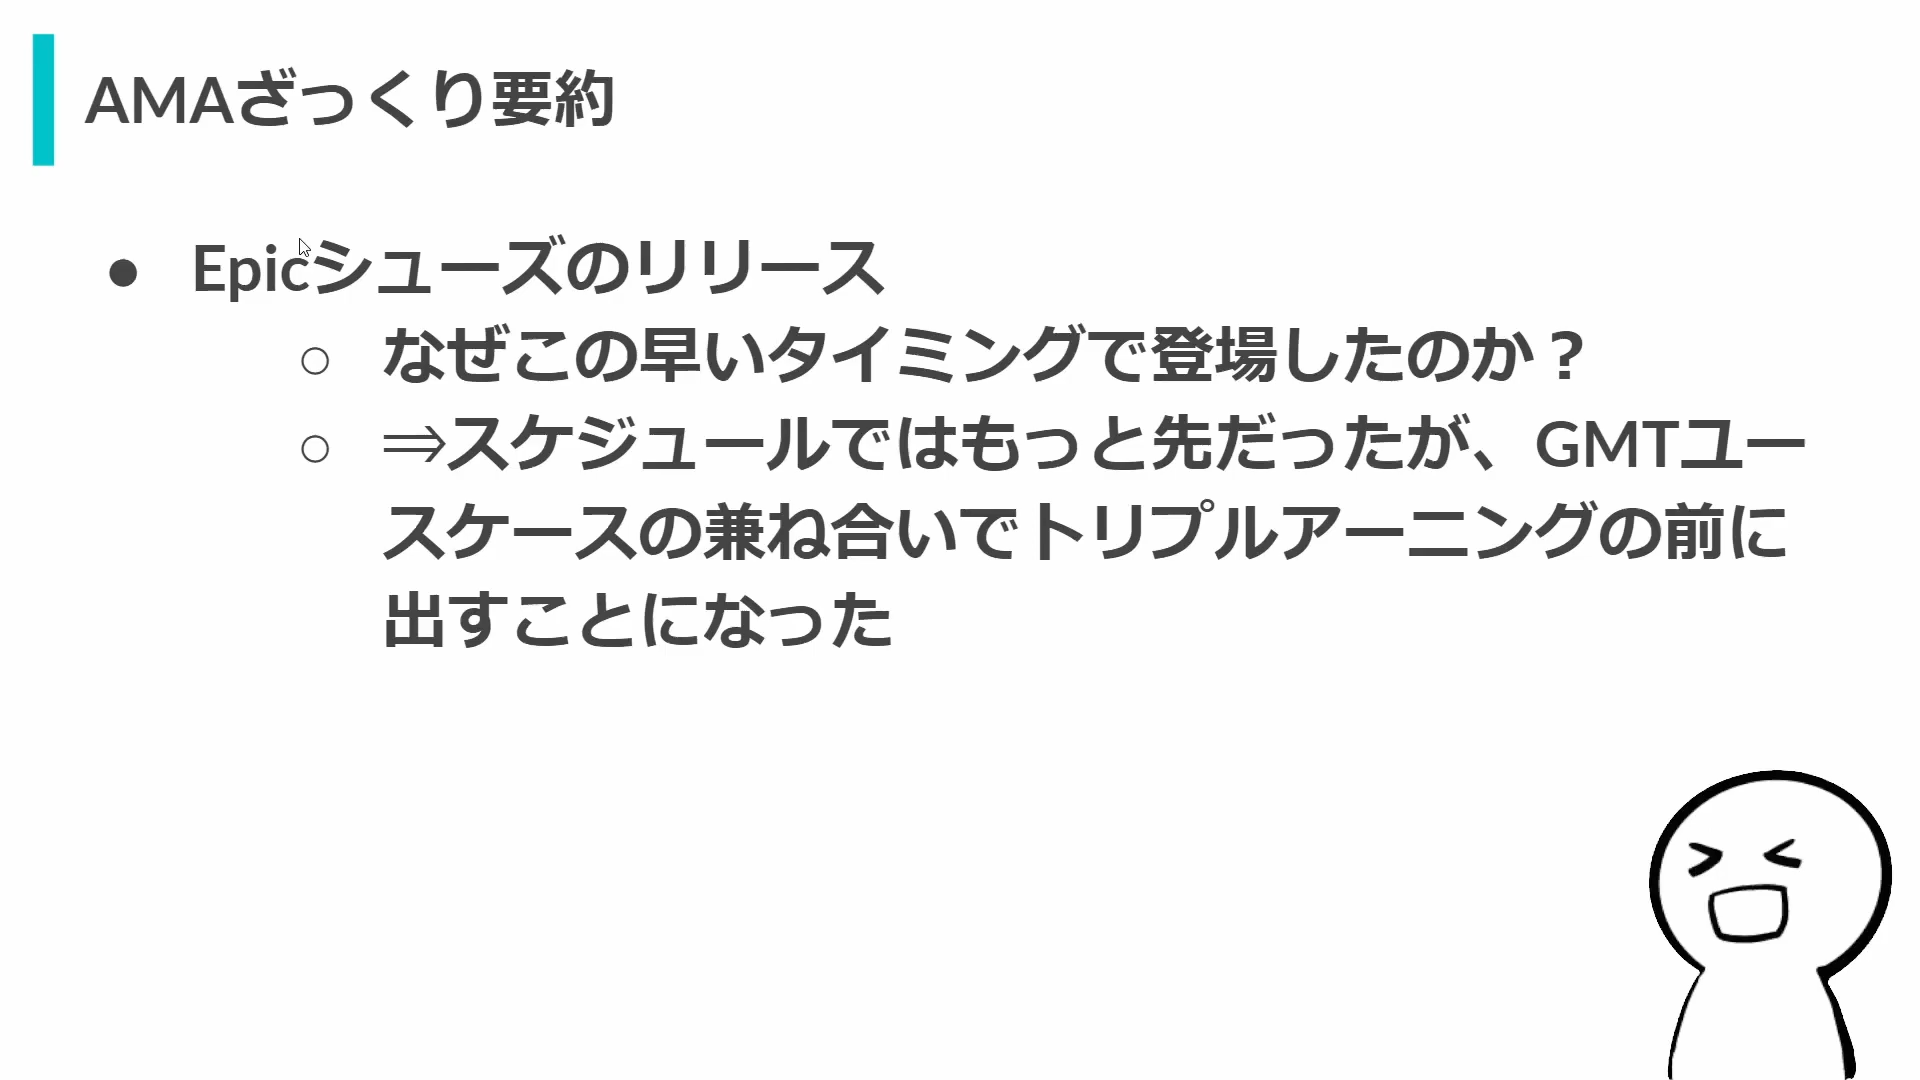 AMAざっくり要約
● Epicシューズのリリース
○ なぜこの早いタイミングで登場したのか？
○ ⇒スケジュールではもっと先だったが、GMTユー
スケースの兼ね合いでトリプルアーニングの前に
出すことになった